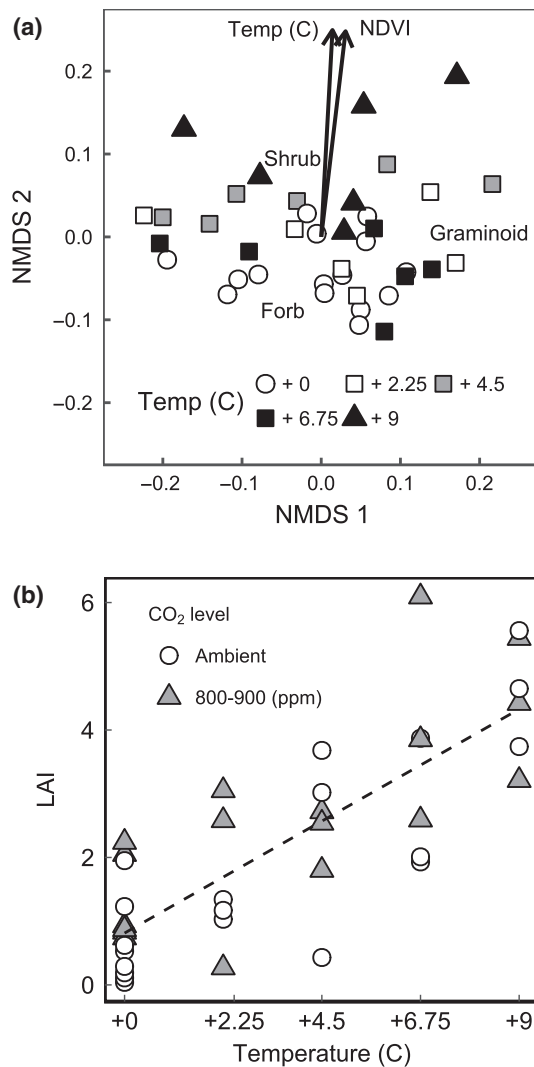 (a)
Temp (C) NDVI
0.2
0.1
Shrub
0.0
Graminoid
NMDS 2
Forb
−0.1
+ 0 + 2.25 + 4.5
−0.2
Temp (C)
+ 6.75 + 9
−0.2 −0.1 0.0 0.1 0.2
NMDS 1
(b)
6
CO₂ level
Ambient
800-900 (ppm)
4
LAI
2
0
+0 +2.25 +4.5 +6.75 +9
Temperature (C)